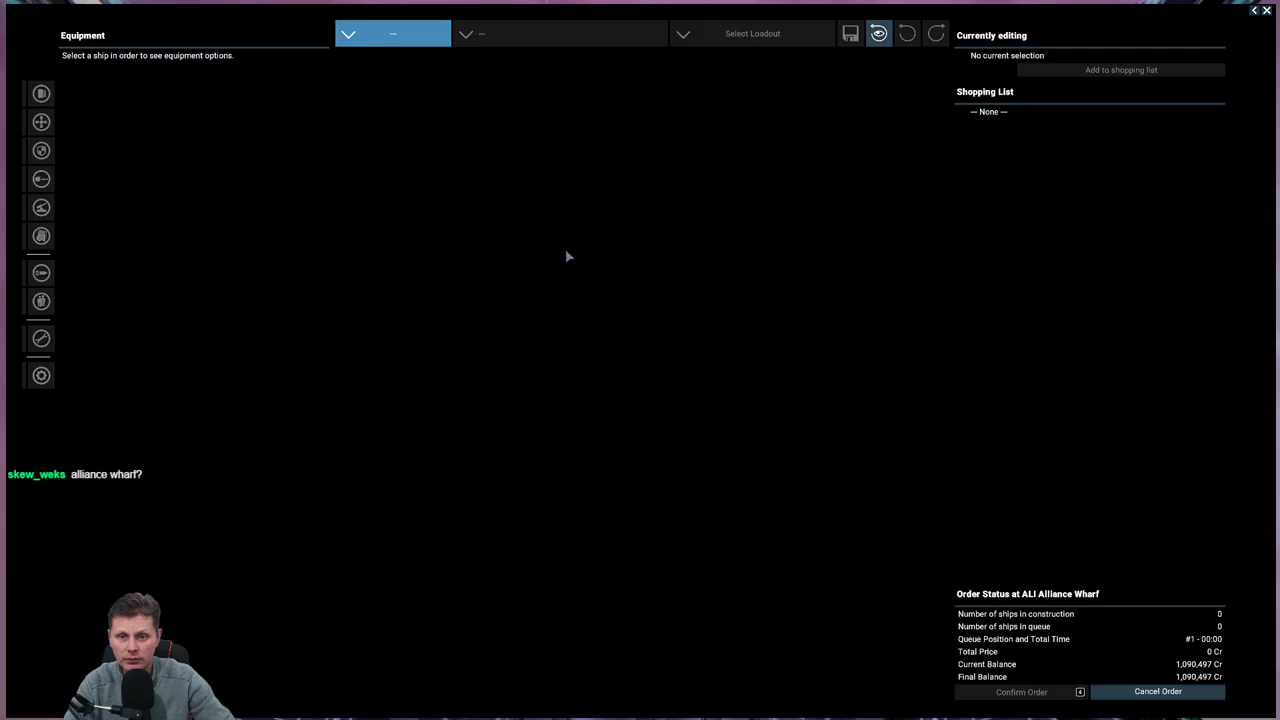 Equipment
Select a ship in order to see equipment options.
--
--
Select Loadout
Currently editing
No current selection
Add to shopping list
Shopping List
— None —
skew_weks alliance wharf?
Order Status at ALI Alliance Wharf
Number of ships in construction 0
Number of ships in queue 0
Queue Position and Total Time #1 - 00:00
Total Price 0 Cr
Current Balance 1,090,497 Cr
Final Balance 1,090,497 Cr
Confirm Order 4
Cancel Order